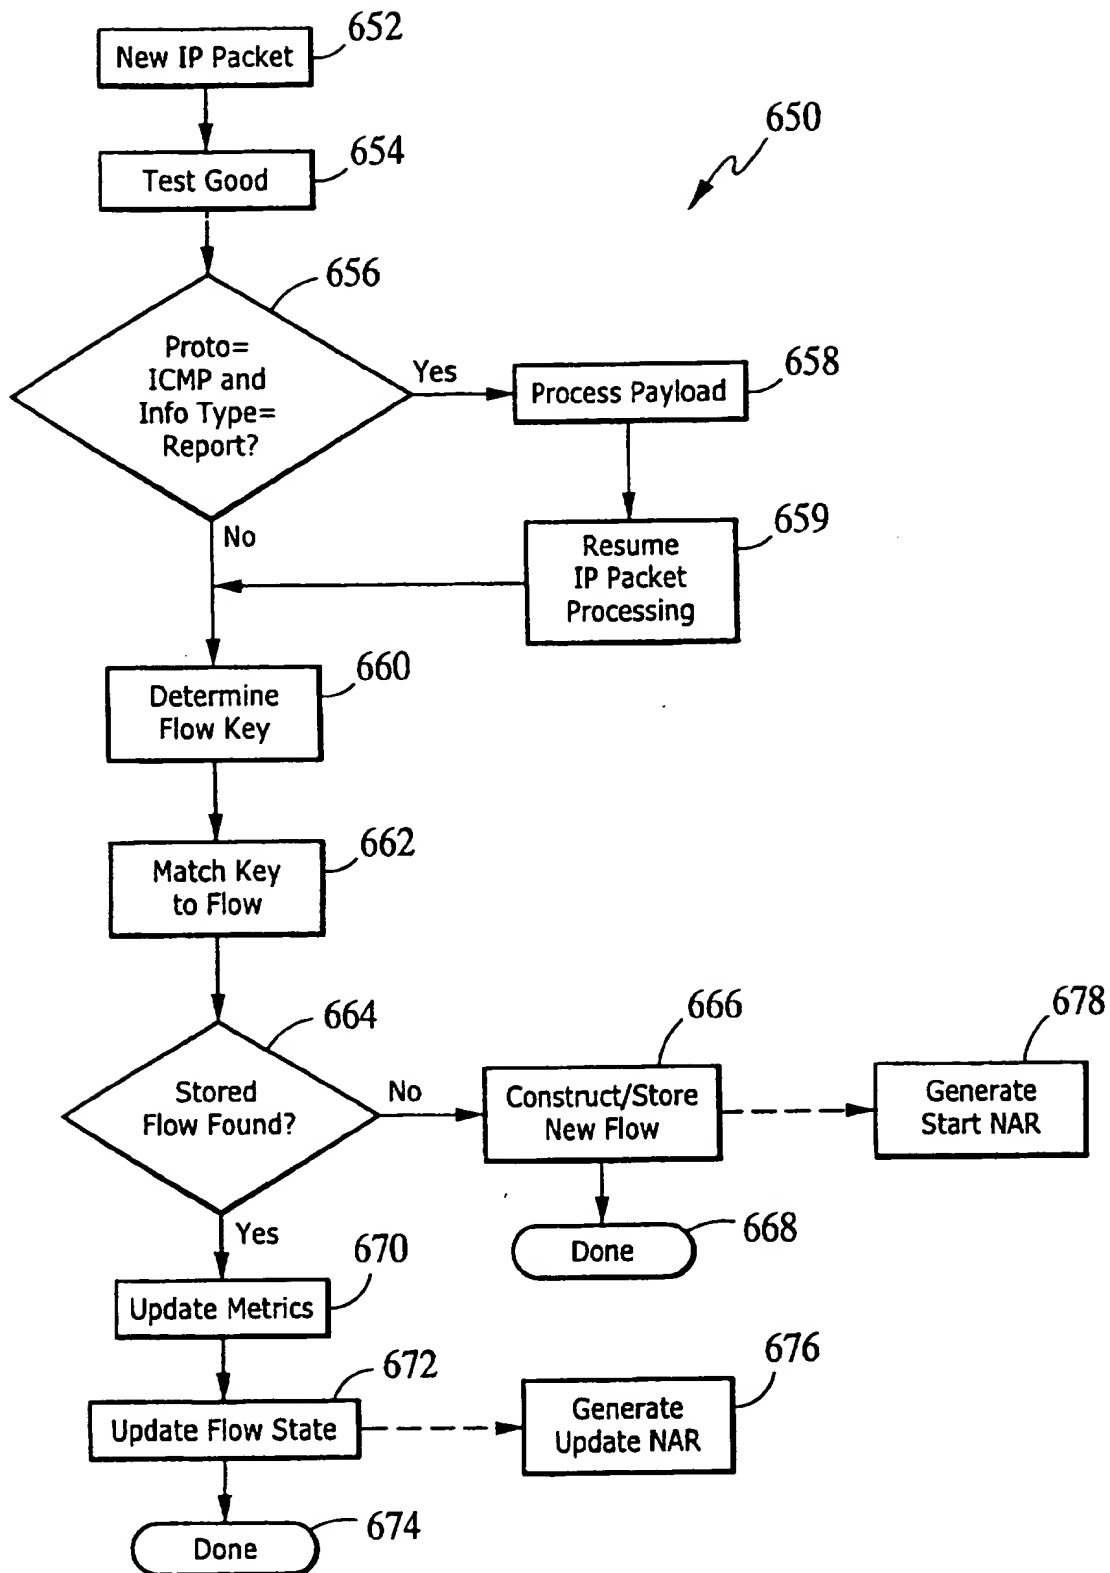 New IP Packet
652
650
Test Good
654
656
Proto=
ICMP and
Info Type=
Report?
Yes
Process Payload
658
No
Resume
IP Packet
Processing
659
Determine
Flow Key
660
Match Key
to Flow
662
664
Stored
Flow Found?
No
Construct/Store
New Flow
666
Generate
Start NAR
678
Yes
Done
668
Update Metrics
670
Update Flow State
672
Generate
Update NAR
676
Done
674